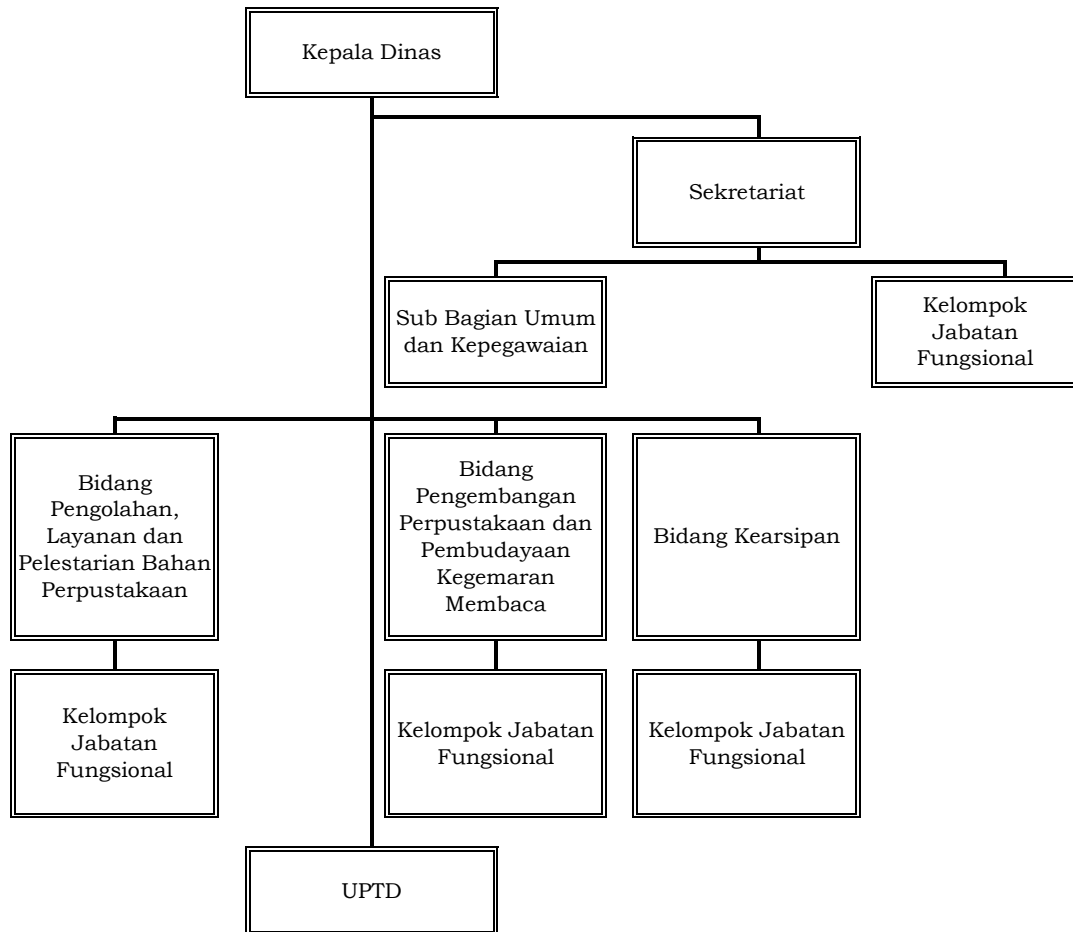 Kepala Dinas
Sekretariat
Sub Bagian Umum
dan Kepegawaian
Kelompok
Jabatan
Fungsional
Bidang
Pengolahan,
Layanan dan
Pelestarian Bahan
Perpustakaan
Bidang
Pengembangan
Perpustakaan dan
Pembudayaan
Kegemaran
Membaca
Bidang Kearsipan
Kelompok
Jabatan
Fungsional
Kelompok Jabatan
Fungsional
Kelompok Jabatan
Fungsional
UPTD